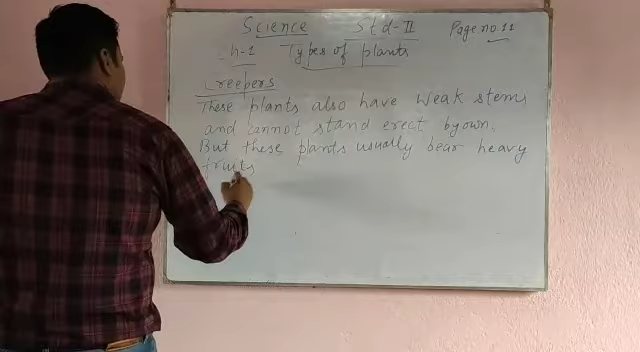 Science Std-II Page no. 11
Ch-1 Types of plants
Creepers
These plants also have weak stems
and cannot stand erect by own.
But these plants usually bear heavy
fruits